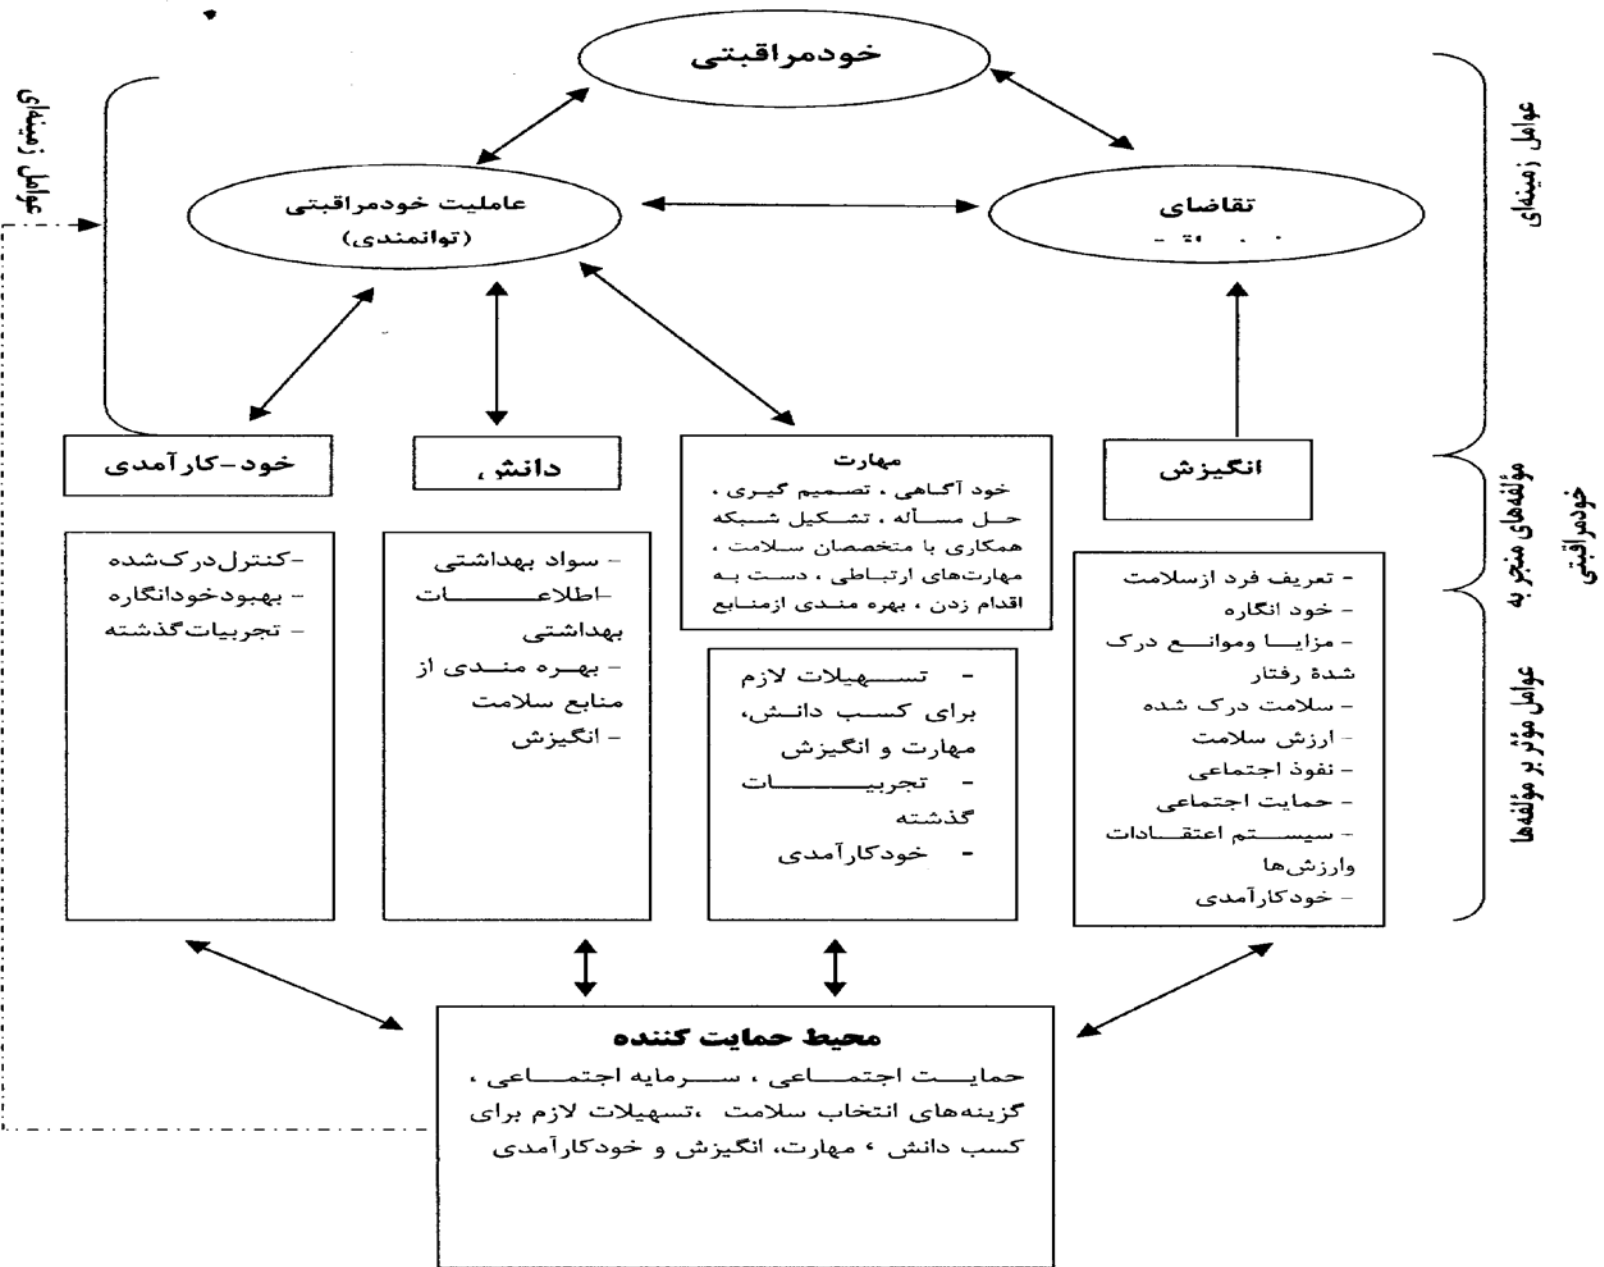 خودمراقبتی
عوامل زمینه‌ای
عوامل زمینه‌ای
تقاضای
عاملیت خودمراقبتی
(توانمندی)
انگیزش
مهارت
خود آگاهی ، تصمیم گیری ،
حل مسأله ، تشکیل شبکه
همکاری با متخصصان سلامت ،
مهارت‌های ارتباطی ، دست به
اقدام زدن ، بهره مندی ازمنابع
دانش
خود-کارآمدی
مؤلفه‌های منجر به
خودمراقبتی
- تعریف فرد ازسلامت
- خود انگاره
- مزایا وموانع درک
شدهٔ رفتار
- سلامت درک شده
- ارزش سلامت
- نفوذ اجتماعی
- حمایت اجتماعی
- سیستم اعتقادات
وارزش‌ها
- خودکارآمدی
- تسهیلات لازم
برای کسب دانش،
مهارت و انگیزش
- تجربیات
گذشته
- خودکارآمدی
- سواد بهداشتی
-اطلاعات
بهداشتی
- بهره مندی از
منابع سلامت
- انگیزش
-کنترل‌درک‌شده
- بهبودخودانگاره
- تجربیات‌گذشته
عوامل مؤثر بر مؤلفه‌ها
محیط حمایت کننده
حمایت اجتماعی ، سرمایه اجتماعی ،
گزینه‌های انتخاب سلامت ،تسهیلات لازم برای
کسب دانش ، مهارت، انگیزش و خودکارآمدی